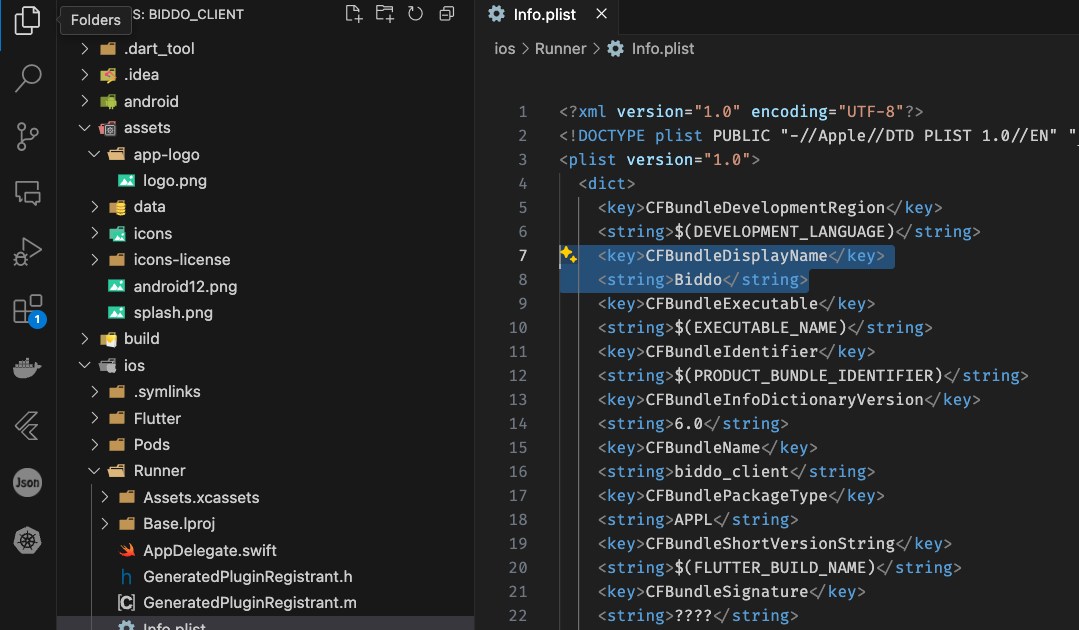 Folders
S: BIDDO_CLIENT
.dart_tool
.idea
android
assets
app-logo
logo.png
data
icons
icons-license
android12.png
splash.png
build
ios
.symlinks
Flutter
Pods
Runner
Assets.xcassets
Base.lproj
AppDelegate.swift
h GeneratedPluginRegistrant.h
C GeneratedPluginRegistrant.m
Info.plist
1
Json
Info.plist
ios > Runner > Info.plist
1 <?xml version="1.0" encoding="UTF-8"?>
2 <!DOCTYPE plist PUBLIC "-//Apple//DTD PLIST 1.0//EN" "
3 <plist version="1.0">
4 <dict>
5 <key>CFBundleDevelopmentRegion</key>
6 <string>$(DEVELOPMENT_LANGUAGE)</string>
7 <key>CFBundleDisplayName</key>
8 <string>Biddo</string>
9 <key>CFBundleExecutable</key>
10 <string>$(EXECUTABLE_NAME)</string>
11 <key>CFBundleIdentifier</key>
12 <string>$(PRODUCT_BUNDLE_IDENTIFIER)</string>
13 <key>CFBundleInfoDictionaryVersion</key>
14 <string>6.0</string>
15 <key>CFBundleName</key>
16 <string>biddo_client</string>
17 <key>CFBundlePackageType</key>
18 <string>APPL</string>
19 <key>CFBundleShortVersionString</key>
20 <string>$(FLUTTER_BUILD_NAME)</string>
21 <key>CFBundleSignature</key>
22 <string>????</string>